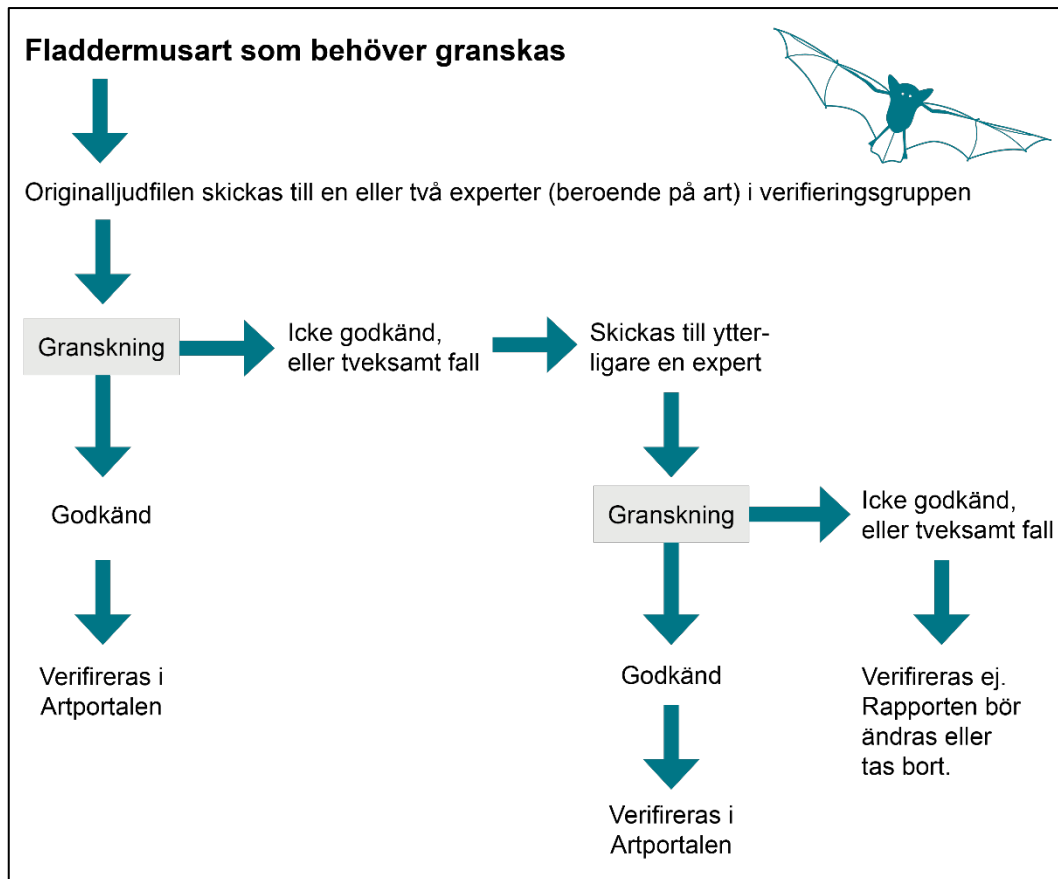 Fladdermusart som behöver granskas
Originalljudfilen skickas till en eller två experter (beroende på art) i verifieringsgruppen
Granskning
Icke godkänd,
eller tveksamt fall
Skickas till ytter-
ligare en expert
Godkänd
Verifireras i
Artportalen
Granskning
Icke godkänd,
eller tveksamt fall
Godkänd
Verifireras i
Artportalen
Verifieras ej.
Rapporten bör
ändras eller
tas bort.